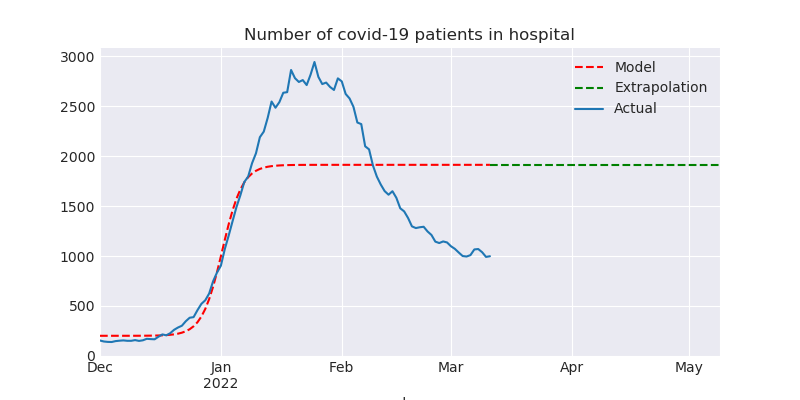 Number of covid-19 patients in hospital
3000
2500
2000
1500
1000
500
0
Model
Extrapolation
Actual
Dec
Jan
2022
Feb
Mar
Apr
May